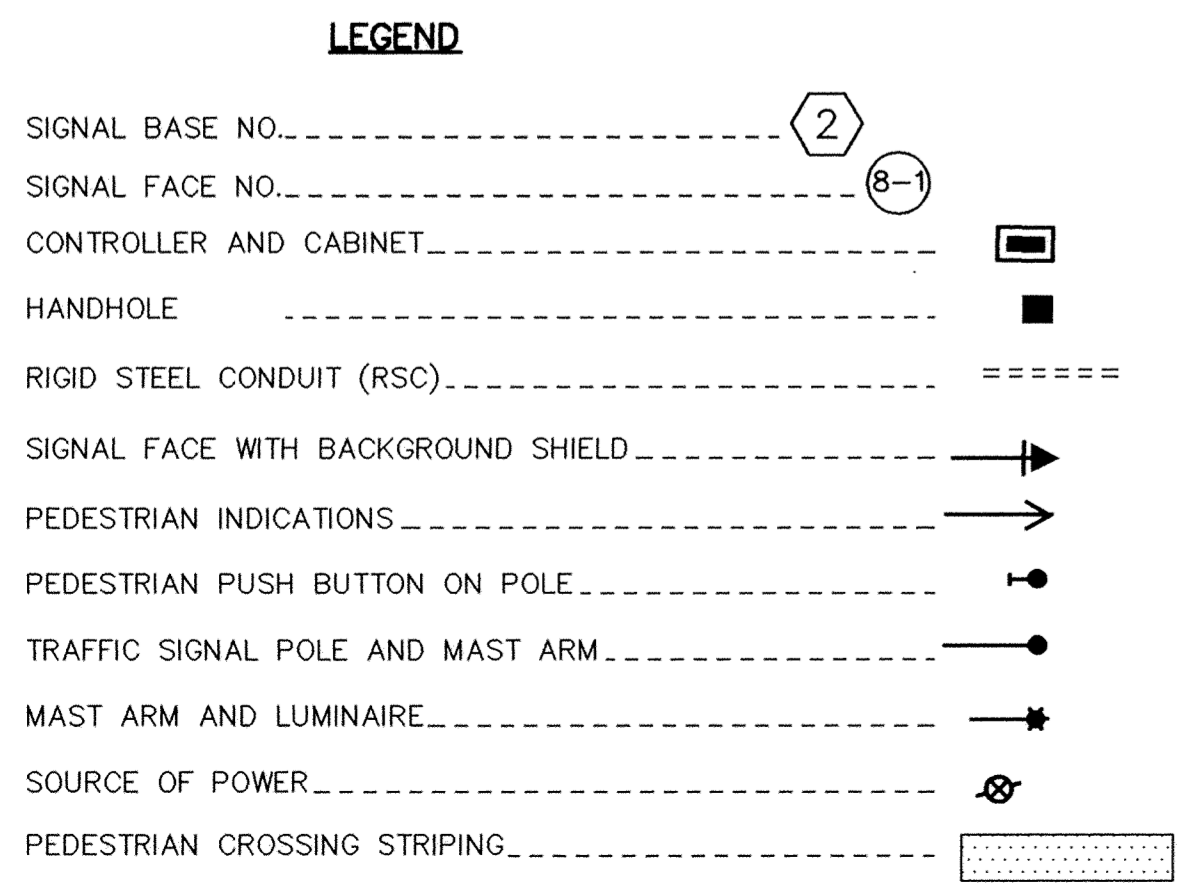 LEGEND
SIGNAL BASE NO. 2
SIGNAL FACE NO. 8-1
CONTROLLER AND CABINET
HANDHOLE
RIGID STEEL CONDUIT (RSC)
SIGNAL FACE WITH BACKGROUND SHIELD
PEDESTRIAN INDICATIONS
PEDESTRIAN PUSH BUTTON ON POLE
TRAFFIC SIGNAL POLE AND MAST ARM
MAST ARM AND LUMINAIRE
SOURCE OF POWER
PEDESTRIAN CROSSING STRIPING